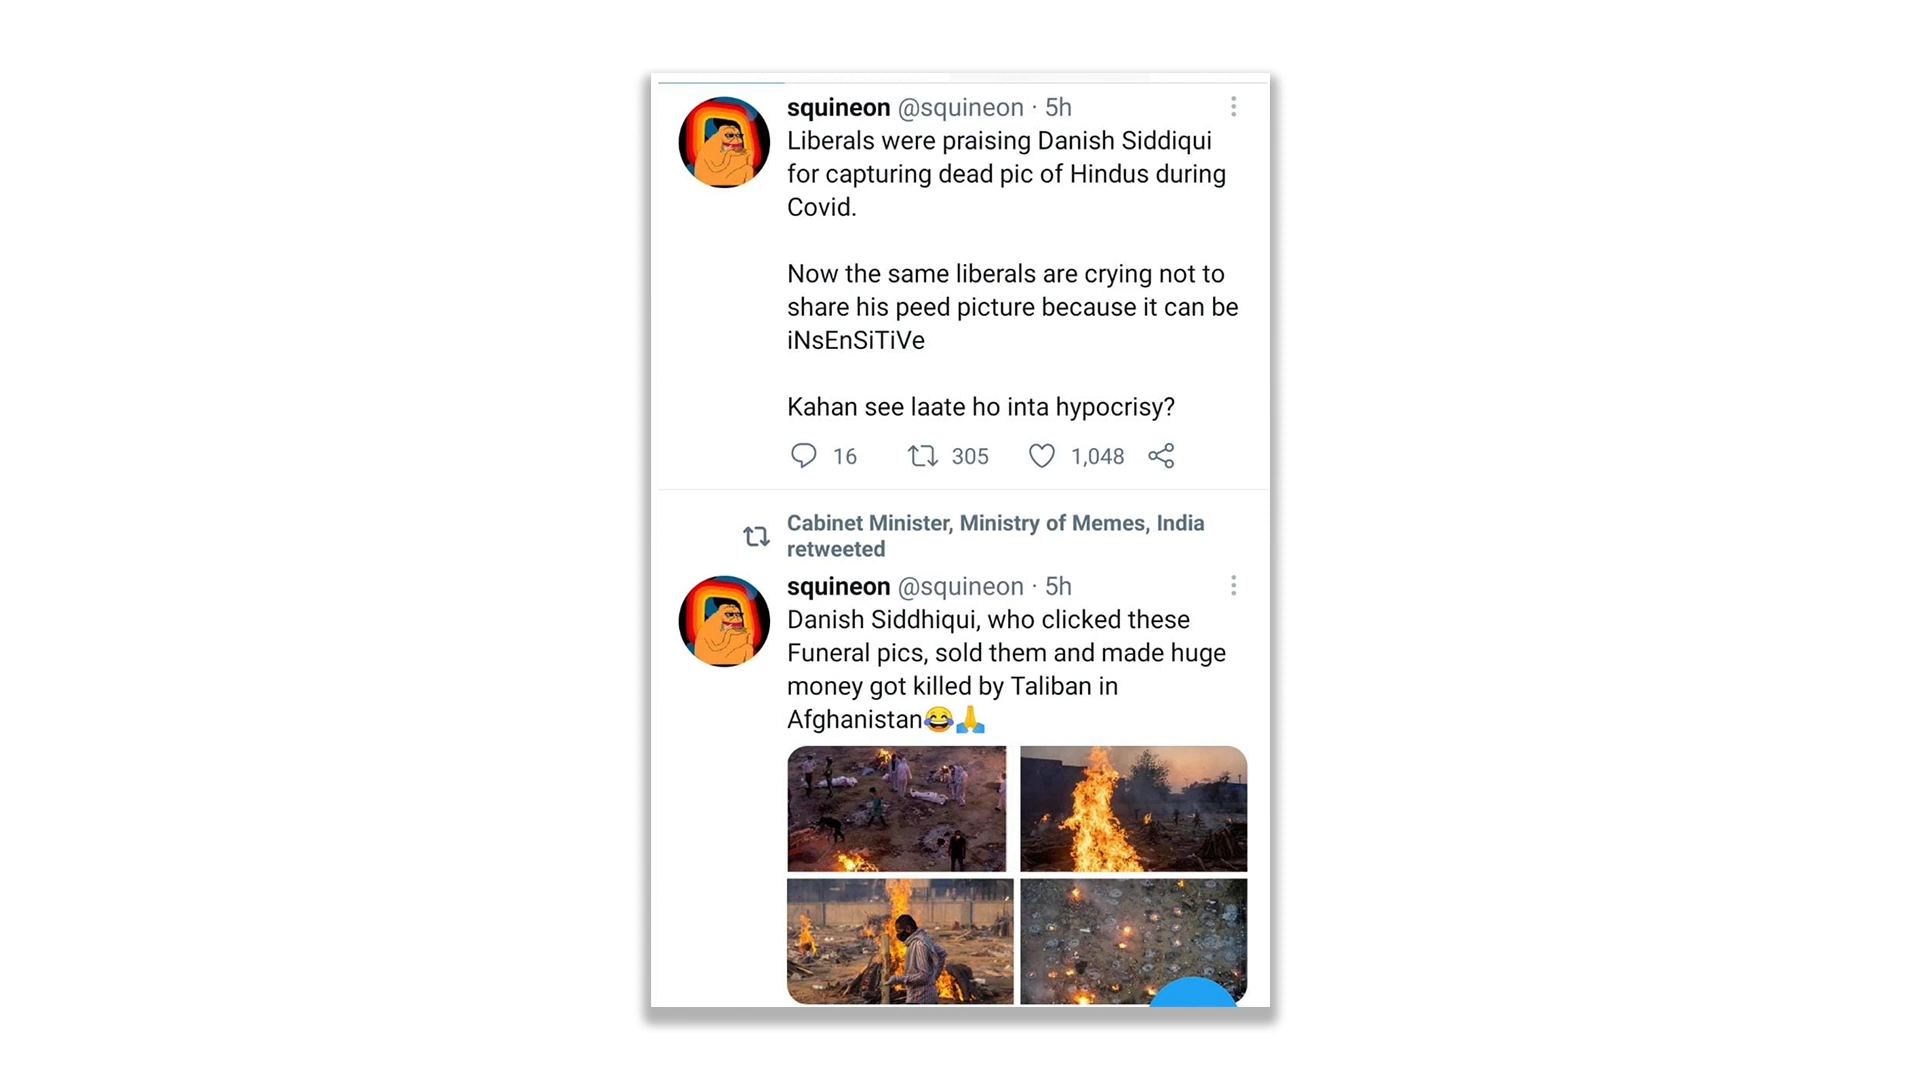 squineon @squineon · 5h
Liberals were praising Danish Siddiqui
for capturing dead pic of Hindus during
Covid.
Now the same liberals are crying not to
share his peed picture because it can be
iNsEnSiTiVe
Kahan see laate ho inta hypocrisy?
16 305 1,048
Cabinet Minister, Ministry of Memes, India
retweeted
squineon @squineon · 5h
Danish Siddhiqui, who clicked these
Funeral pics, sold them and made huge
money got killed by Taliban in
Afghanistan😂🙏